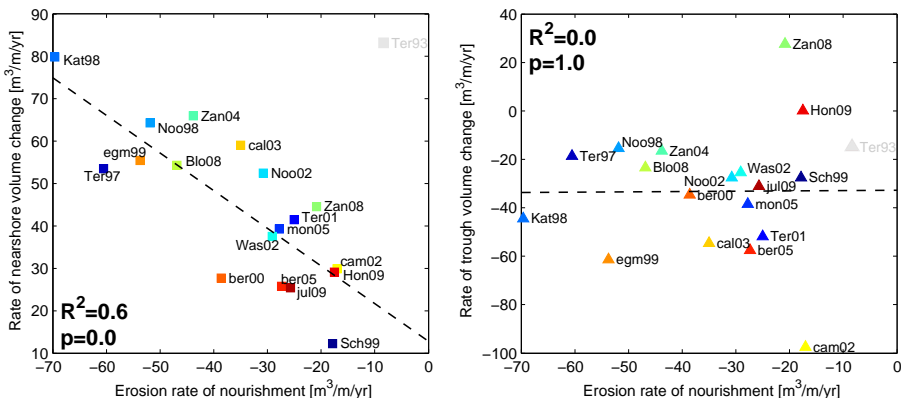 Rate of nearshore volume change [m³/m/yr]
90
80
70
60
50
40
30
20
10
Ter93
Kat98
Zan04
Noo98
egm99
cal03
Blo08
Ter97
Noo02
Zan08
Ter01
mon05
Was02
cam02
Hon09
ber00
ber05
jul09
Sch99
R²=0.6
p=0.0
−70 −60 −50 −40 −30 −20 −10 0
Erosion rate of nourishment [m³/m/yr]
Rate of trough volume change [m³/m/yr]
40
20
0
−20
−40
−60
−80
−100
R²=0.0
p=1.0
Zan08
Hon09
Ter93
Noo98
Zan04
Ter97
Blo08
Was02
Noo02
Sch99
jul09
ber00
mon05
Kat98
Ter01
cal03
ber05
egm99
cam02
−70 −60 −50 −40 −30 −20 −10 0
Erosion rate of nourishment [m³/m/yr]